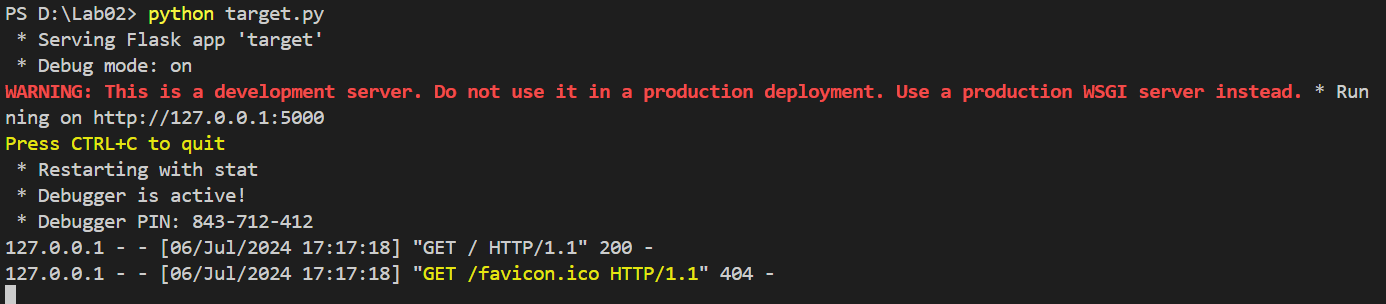 PS D:\Lab02> python target.py
 * Serving Flask app 'target'
 * Debug mode: on
WARNING: This is a development server. Do not use it in a production deployment. Use a production WSGI server instead. * Run
ning on http://127.0.0.1:5000
Press CTRL+C to quit
 * Restarting with stat
 * Debugger is active!
 * Debugger PIN: 843-712-412
127.0.0.1 - - [06/Jul/2024 17:17:18] "GET / HTTP/1.1" 200 -
127.0.0.1 - - [06/Jul/2024 17:17:18] "GET /favicon.ico HTTP/1.1" 404 -